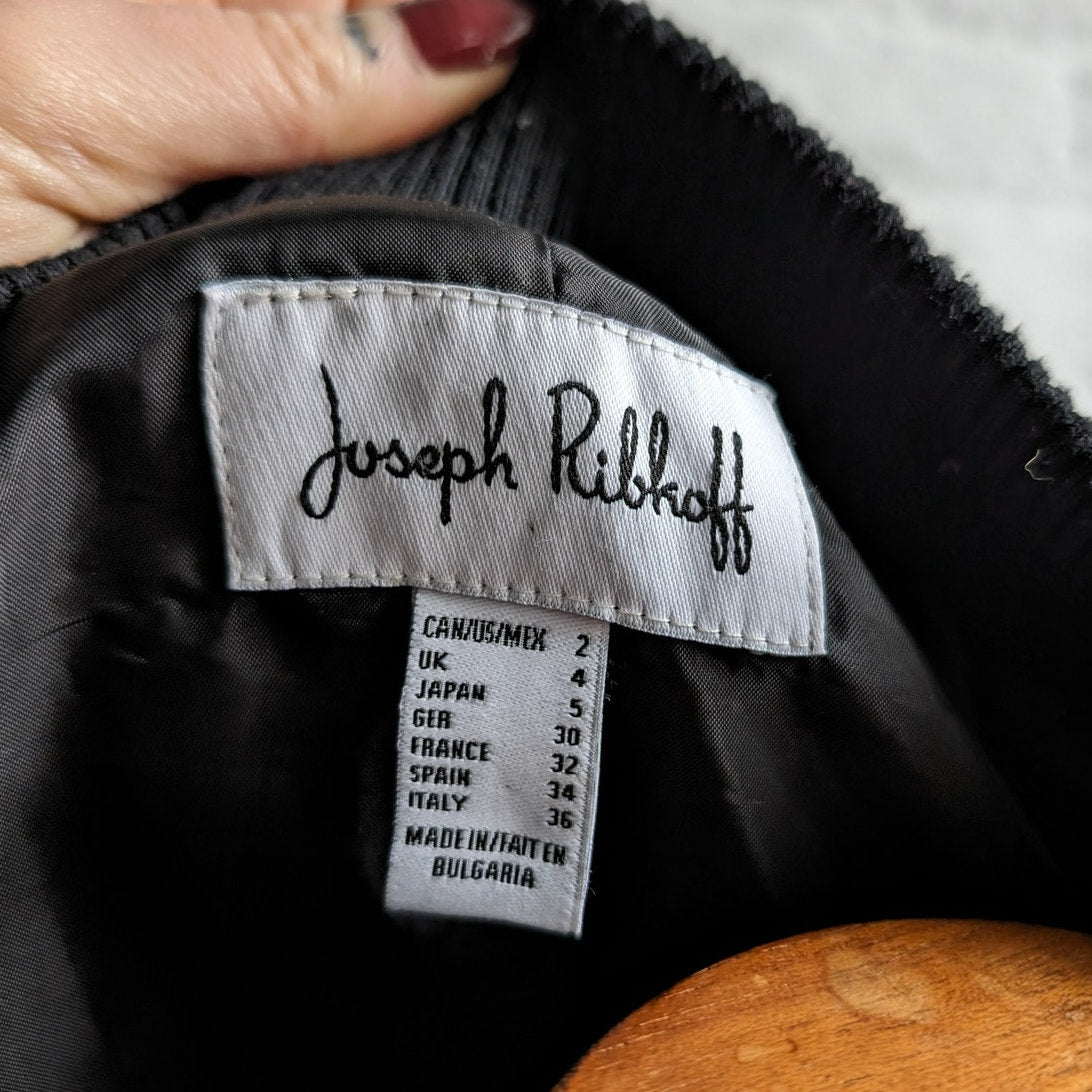 Joseph Ribkoff
CAN/US/MEX 2
UK 4
JAPAN 5
GER 30
FRANCE 32
SPAIN 34
ITALY 36
MADE IN/FAIT EN
BULGARIA